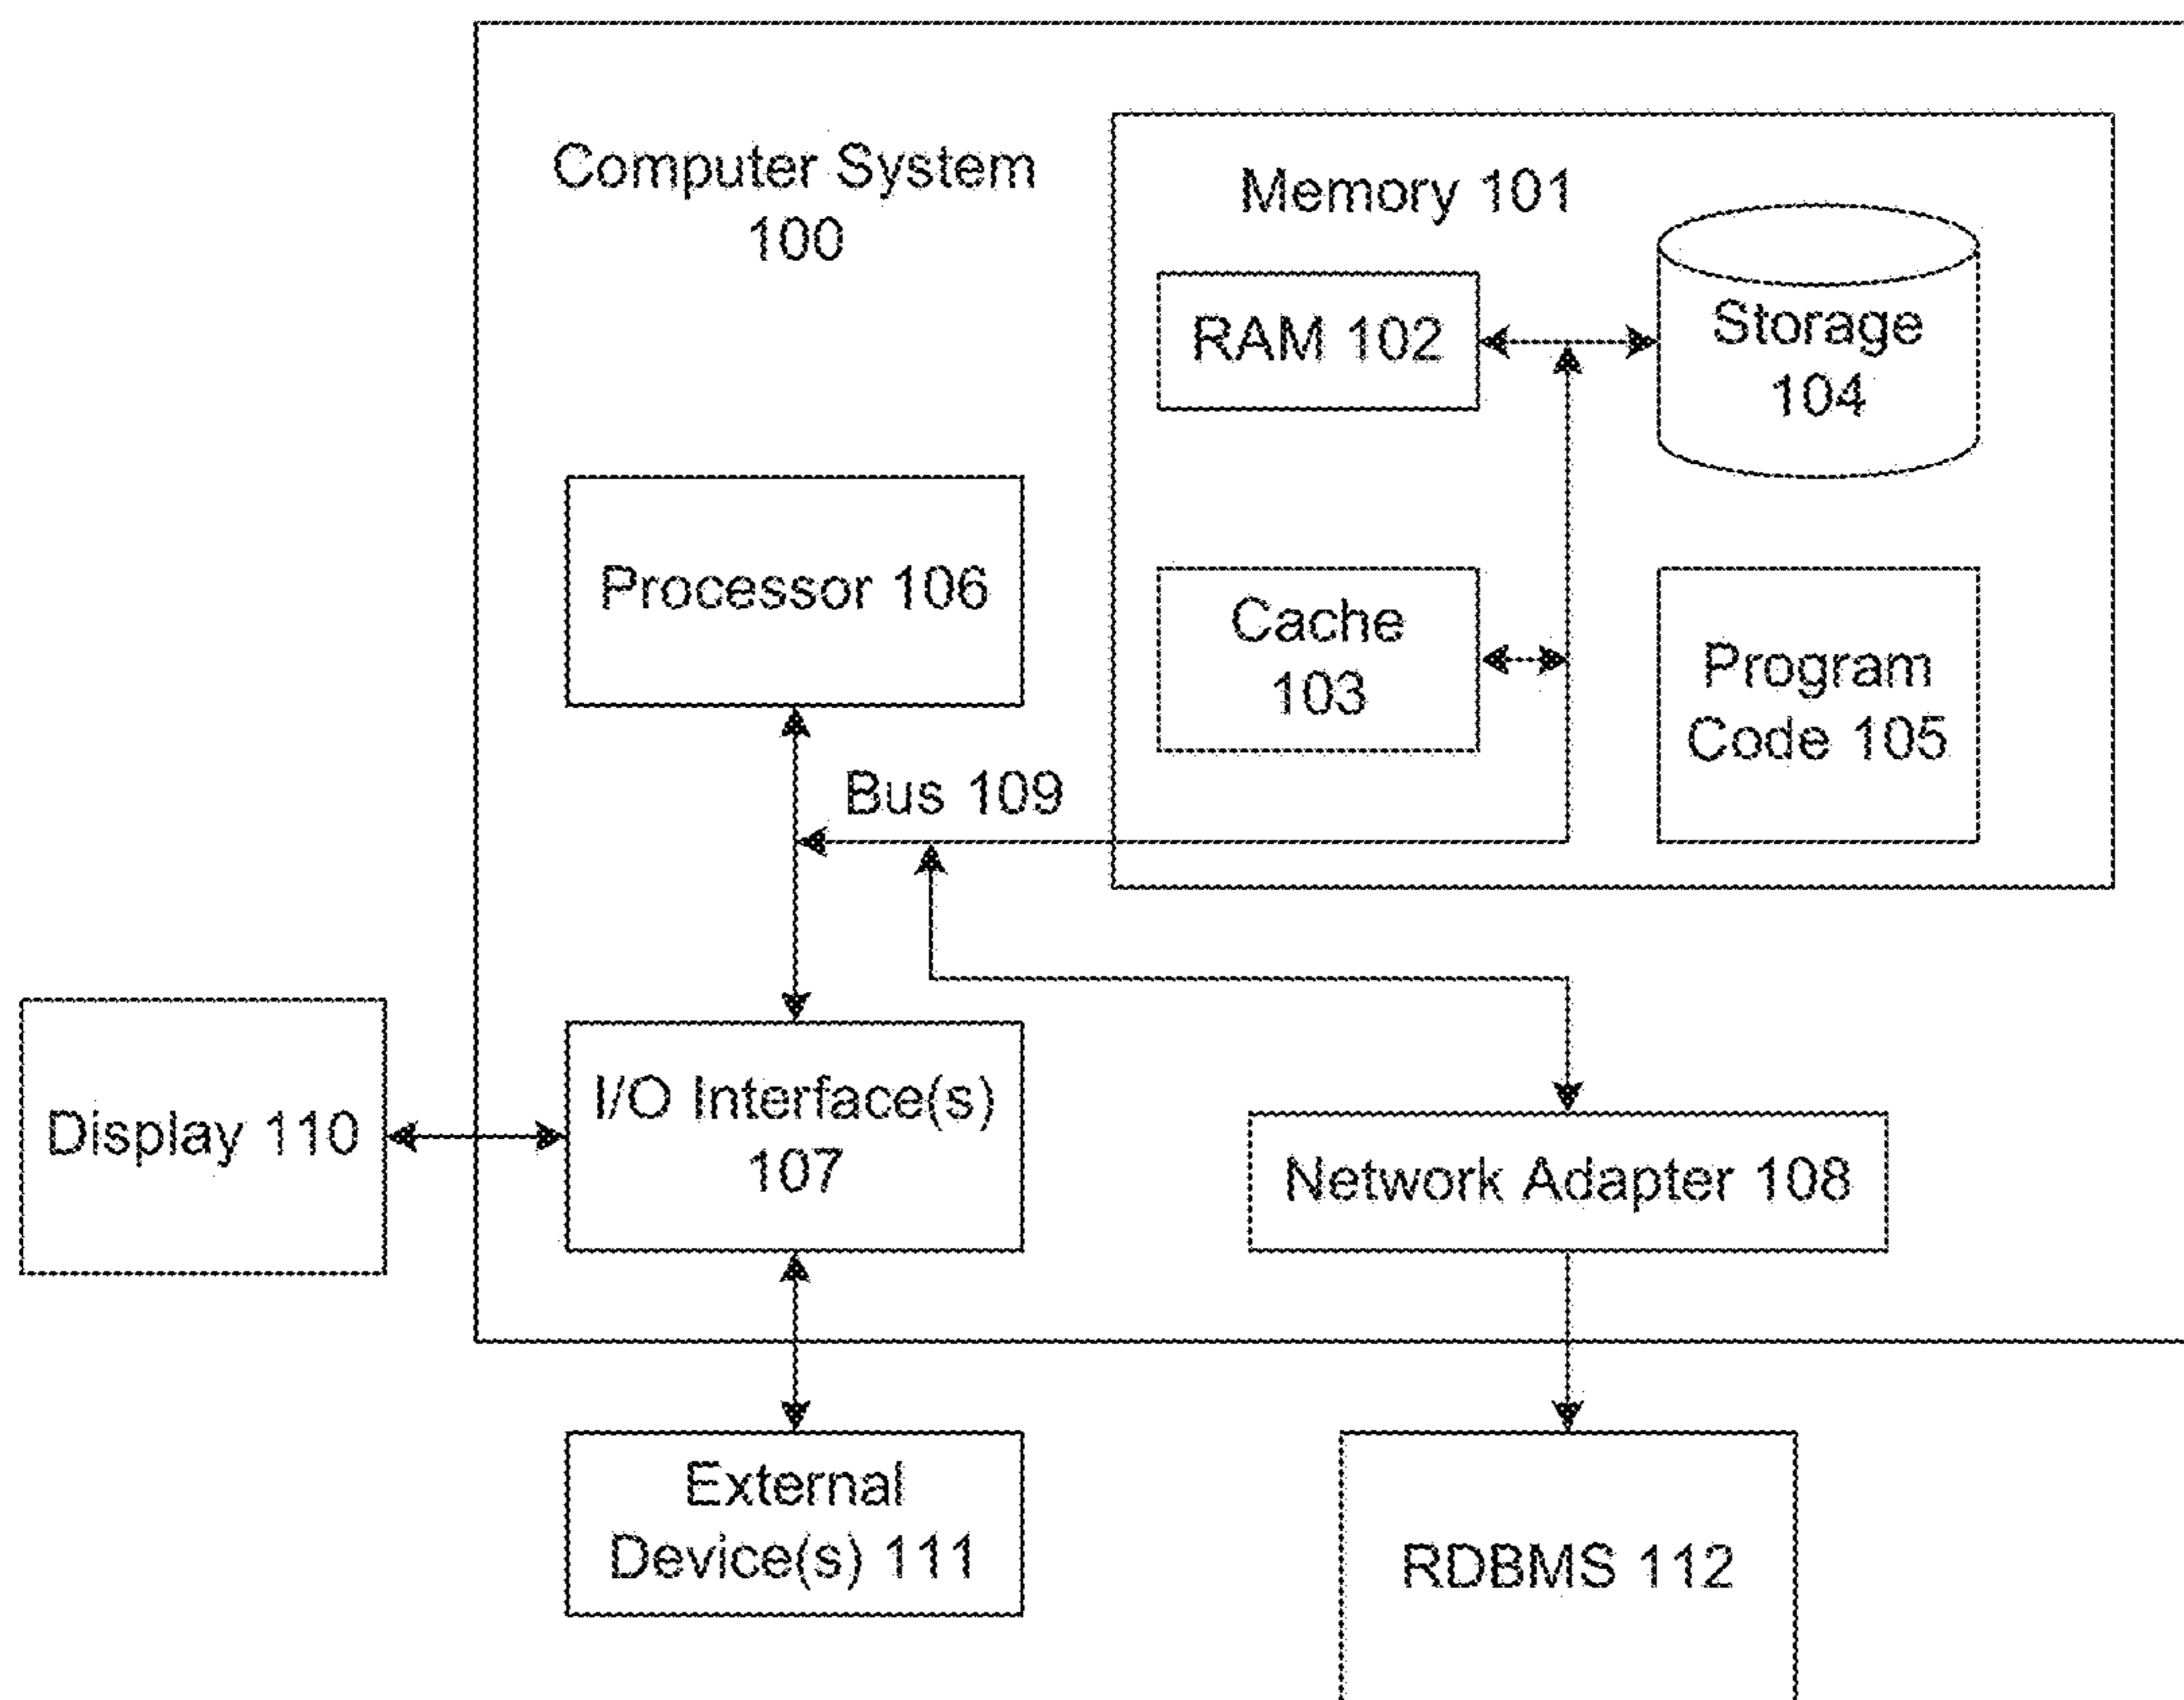 Computer System
100
Memory 101
RAM 102
Storage
104
Processor 106
Cache
103
Program
Code 105
Bus 109
Display 110
I/O Interface(s)
107
Network Adapter 108
External
Device(s) 111
RDBMS 112